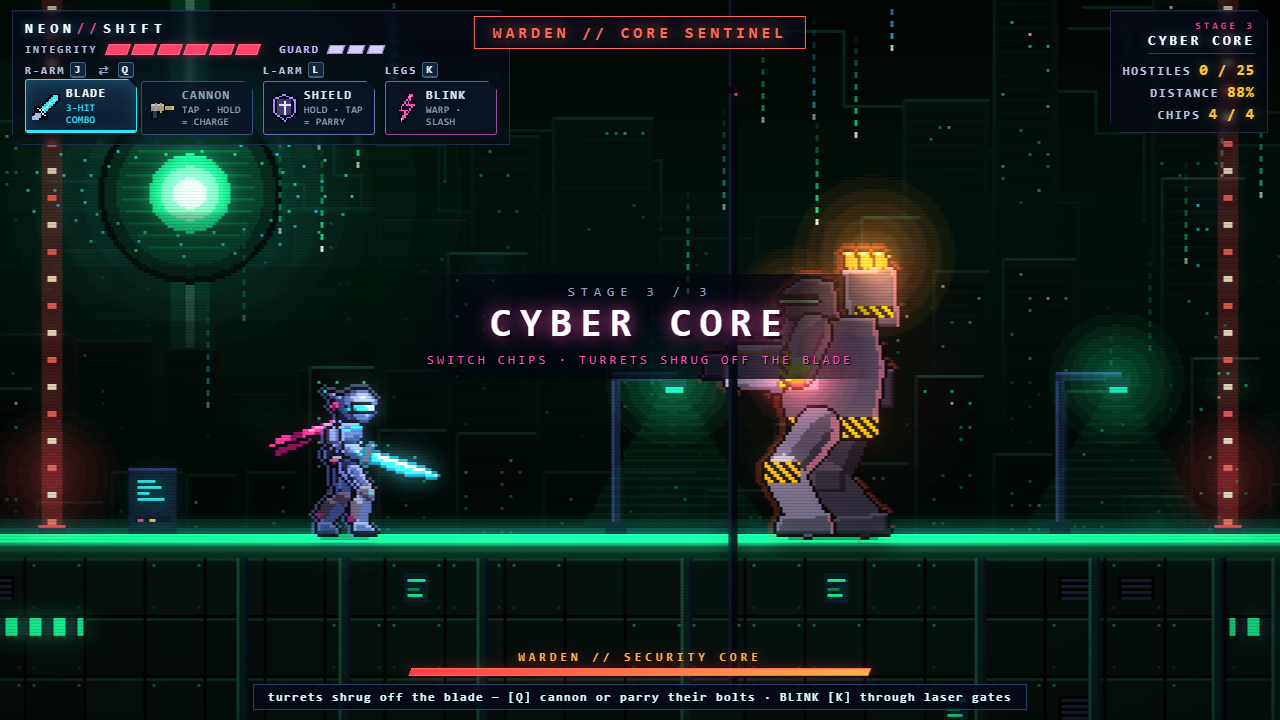 NEON//SHIFT
INTEGRITY GUARD
R-ARM J ⇄ Q L-ARM L LEGS K
BLADE
3-HIT
COMBO
CANNON
TAP · HOLD
= CHARGE
SHIELD
HOLD · TAP
= PARRY
BLINK
WARP ·
SLASH
WARDEN // CORE SENTINEL
STAGE 3
CYBER CORE
HOSTILES 0 / 25
DISTANCE 88%
CHIPS 4 / 4
STAGE 3 / 3
CYBER CORE
SWITCH CHIPS · TURRETS SHRUG OFF THE BLADE
WARDEN // SECURITY CORE
turrets shrug off the blade — [Q] cannon or parry their bolts · BLINK [K] through laser gates